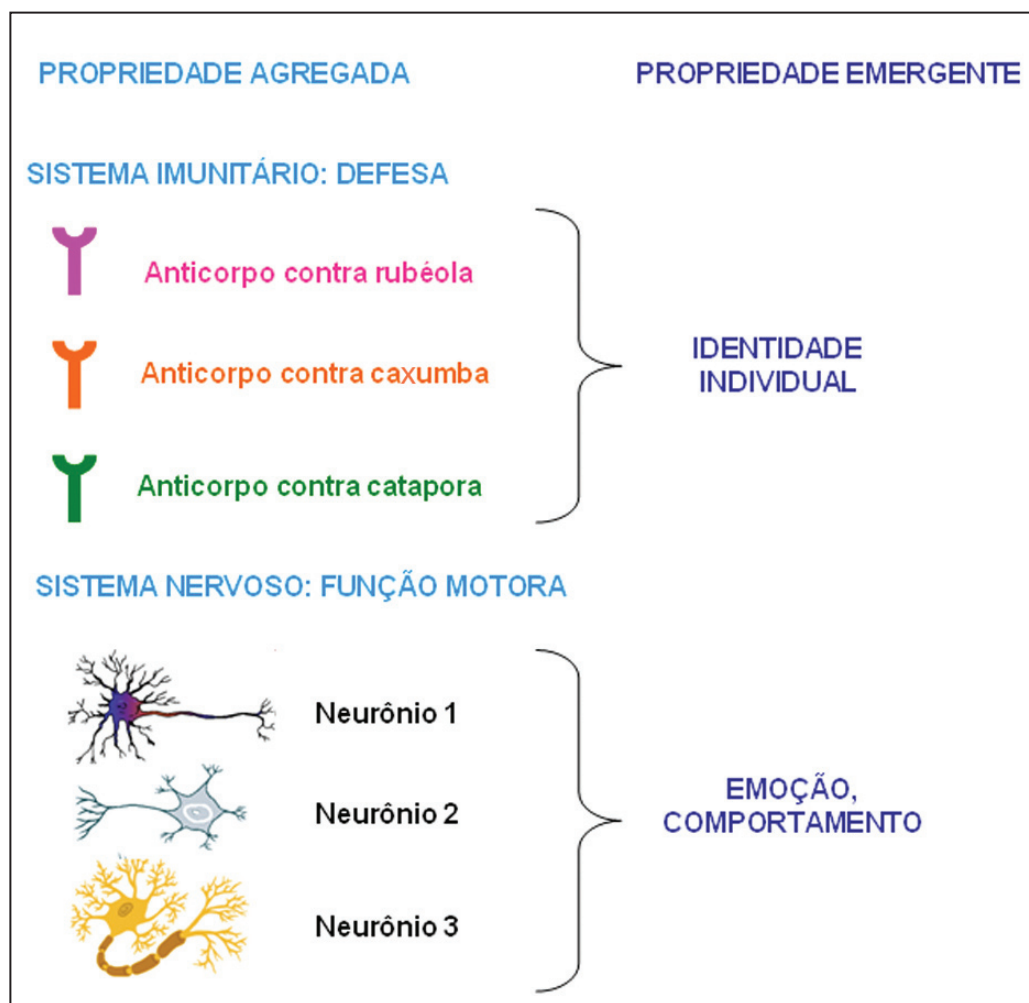 PROPRIEDADE AGREGADA
PROPRIEDADE EMERGENTE
SISTEMA IMUNITÁRIO: DEFESA
Anticorpo contra rubéola
Anticorpo contra caxumba
Anticorpo contra catapora
IDENTIDADE
INDIVIDUAL
SISTEMA NERVOSO: FUNÇÃO MOTORA
Neurônio 1
Neurônio 2
Neurônio 3
EMOÇÃO,
COMPORTAMENTO